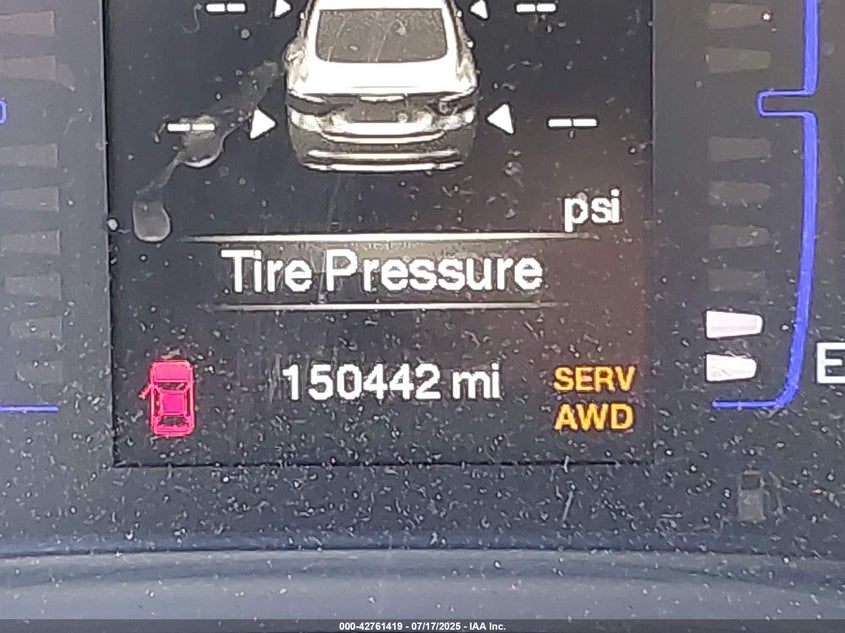 -- --
-- --
psi
Tire Pressure
150442 mi
SERV
AWD
E
000-42761419 - 07/17/2025 - IAA Inc.